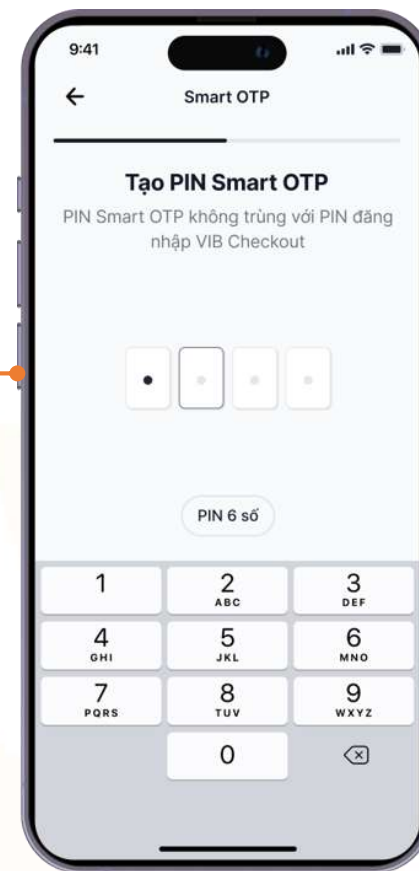 9:41
Smart OTP
Tạo PIN Smart OTP
PIN Smart OTP không trùng với PIN đăng
nhập VIB Checkout
PIN 6 số
1
2
ABC
3
DEF
4
GHI
5
JKL
6
MNO
7
PQRS
8
TUV
9
WXYZ
0